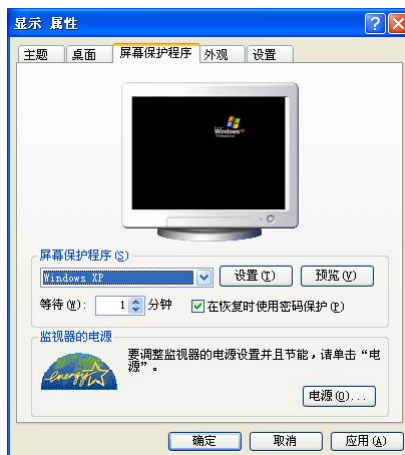 显示 属性
主题 桌面 屏幕保护程序 外观 设置
Windows xp
屏幕保护程序(S)
Windows XP 设置(T) 预览(V)
等待(W): 1 分钟 在恢复时使用密码保护(P)
监视器的电源
要调整监视器的电源设置并且节能，请单击“电
源”。
energy
电源(O)...
确定 取消 应用(A)